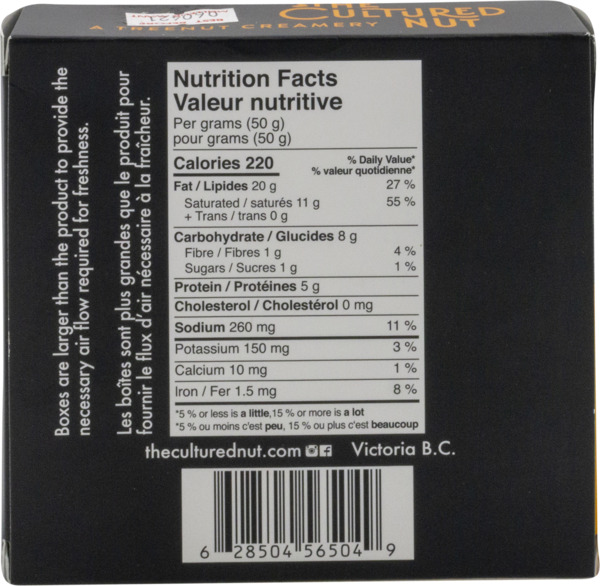 THE
CULTURED
NUT
A TREENUT CREAMERY
Boxes are larger than the product to provide the
necessary air flow required for freshness.
Les boîtes sont plus grandes que le produit pour
fournir le flux d'air nécessaire à la fraîcheur.
Nutrition Facts
Valeur nutritive
Per grams (50 g)
pour grams (50 g)
Calories 220
% Daily Value*
% valeur quotidienne*
Fat / Lipides 20 g 27 %
Saturated / saturés 11 g 55 %
+ Trans / trans 0 g
Carbohydrate / Glucides 8 g
Fibre / Fibres 1 g 4 %
Sugars / Sucres 1 g 1 %
Protein / Protéines 5 g
Cholesterol / Cholestérol 0 mg
Sodium 260 mg 11 %
Potassium 150 mg 3 %
Calcium 10 mg 1 %
Iron / Fer 1.5 mg 8 %
*5 % or less is a little,15 % or more is a lot
*5 % ou moins c'est peu, 15 % ou plus c'est beaucoup
theculturednut.com Victoria B.C.
6 28504 56504 9